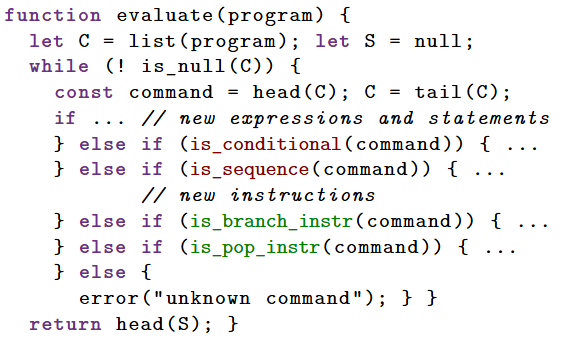 function evaluate(program) {
let C = list(program); let S = null;
while (! is_null(C)) {
const command = head(C); C = tail(C);
if ... // new expressions and statements
} else if (is_conditional(command)) { ...
} else if (is_sequence(command)) { ...
// new instructions
} else if (is_branch_instr(command)) { ...
} else if (is_pop_instr(command)) { ...
} else {
error("unknown command"); } }
return head(S); }